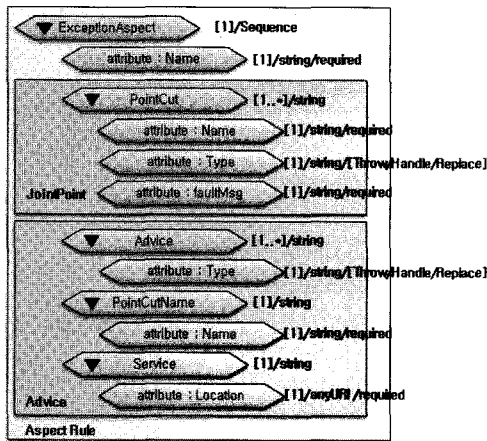 ExceptionAspect [1]/Sequence
attribute : Name [1]/string/required
PointCut [1..*]/string
attribute : Name [1]/string/required
attribute : Type [1]/string/[Throw/Handle/Replace]
JointPoint attribute : faultMsg [1]/string/required
Advice [1..*]/string
attribute : Type [1]/string/[Throw/Handle/Replace]
PointCutName [1]/string
attribute : Name [1]/string/required
Service [1]/string
Advice attribute : Location [1]/anyURI/required
Aspect Rule